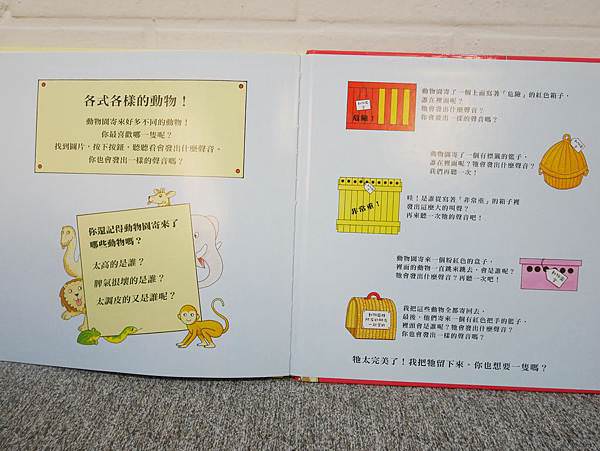 各式各樣的動物！
動物園寄來好多不同的動物！
你最喜歡哪一隻呢？
找到圖片，按下按鈕，聽聽看會發出什麼聲音。
你也會發出一樣的聲音嗎？
你還記得動物園寄來了
哪些動物嗎？
太高的是誰？
脾氣很壞的是誰？
太調皮的又是誰呢？
動物園寄了一個上面寫著「危險」的紅色箱子，
誰在裡面呢？
牠會發出什麼聲音？
你會發出一樣的聲音嗎？
危險！
動物園寄了一個有標籤的籃子，
誰在裡面呢？牠會發出什麼聲音？
我們再聽一次！
哇！是誰從寫著「非常重」的箱子裡
發出這麼大的叫聲？
再來聽一次牠的聲音吧！
非常重！
動物園寄來一個粉紅色的盒子，
裡面的動物一直跳來跳去，會是誰呢？
牠會發出什麼聲音？再聽一次吧！
我把這些動物全都寄回去，
最後，他們寄來一個有紅色把手的籃子，
裡頭會是誰呢？牠會發出什麼聲音？
你會發出一樣的聲音嗎？
牠太完美了！我把牠留下來。你也想要一隻嗎？